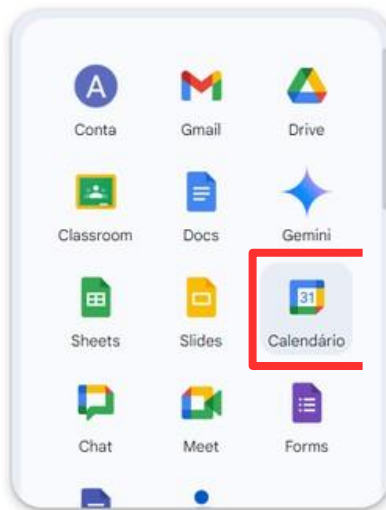 A
Conta Gmail Drive
Classroom Docs Gemini
31
Sheets Slides Calendário
Chat Meet Forms